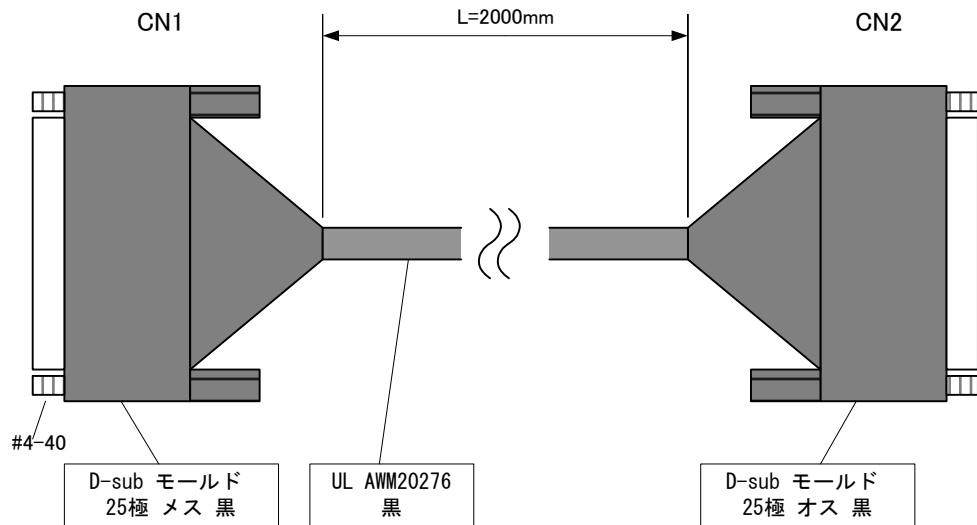 CN1
L=2000mm
CN2
#4-40
D-sub モールド
25極 メス 黒
UL AWM20276
黒
D-sub モールド
25極 オス 黒